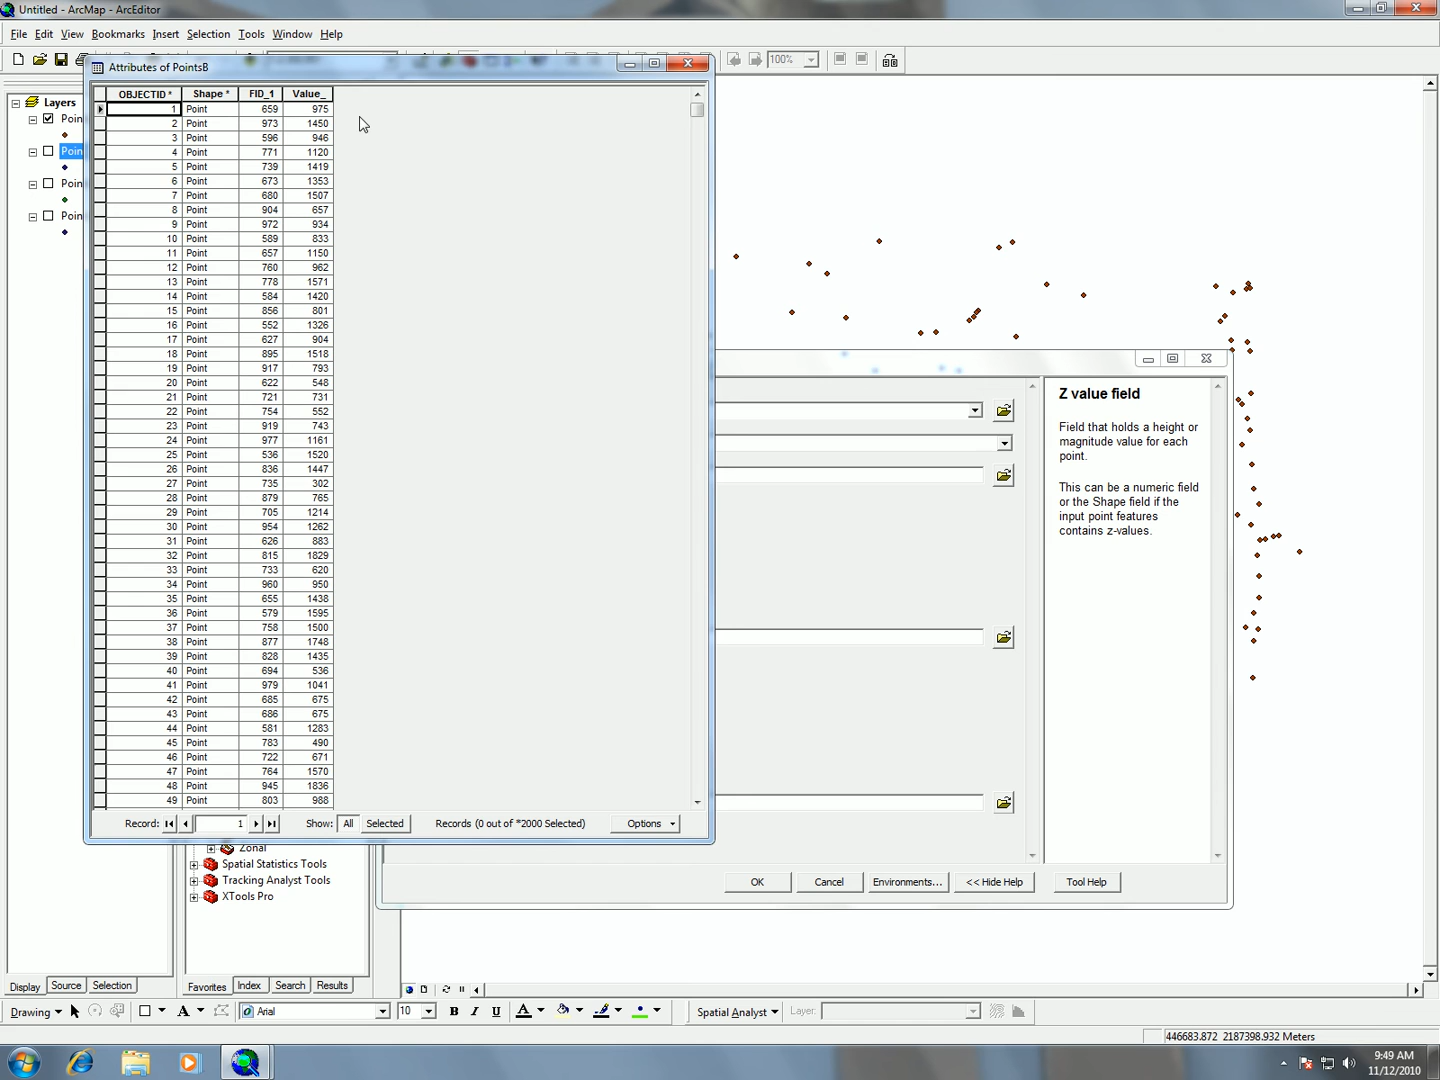 Untitled - ArcMap - ArcEditor
File Edit View Bookmarks Insert Selection Tools Window Help
100%
Attributes of PointsB
Layers
Poin
Poin
Poin
Poin
OBJECTID * Shape * FID_1 Value_
1 Point 659 975
2 Point 973 1450
3 Point 596 946
4 Point 771 1120
5 Point 739 1419
6 Point 673 1353
7 Point 680 1507
8 Point 904 657
9 Point 972 934
10 Point 589 833
11 Point 657 1150
12 Point 760 962
13 Point 778 1571
14 Point 584 1420
15 Point 856 801
16 Point 552 1326
17 Point 627 904
18 Point 895 1518
19 Point 917 793
20 Point 622 548
21 Point 721 731
22 Point 754 552
23 Point 919 743
24 Point 977 1161
25 Point 536 1520
26 Point 836 1447
27 Point 735 302
28 Point 879 765
29 Point 705 1214
30 Point 954 1262
31 Point 626 883
32 Point 815 1829
33 Point 733 620
34 Point 960 950
35 Point 655 1438
36 Point 579 1595
37 Point 758 1500
38 Point 877 1748
39 Point 828 1435
40 Point 694 536
41 Point 979 1041
42 Point 685 675
43 Point 686 675
44 Point 581 1283
45 Point 783 490
46 Point 722 671
47 Point 764 1570
48 Point 945 1836
49 Point 803 988
Record: 1 Show: All Selected Records (0 out of *2000 Selected) Options
Z value field
Field that holds a height or
magnitude value for each
point.
This can be a numeric field
or the Shape field if the
input point features
contains z-values.
OK Cancel Environments... << Hide Help Tool Help
Zonal
Spatial Statistics Tools
Tracking Analyst Tools
XTools Pro
Display Source Selection
Favorites Index Search Results
Drawing A Arial 10 B I U A Spatial Analyst Layer:
446683.872 2187398.932 Meters
9:49 AM
11/12/2010